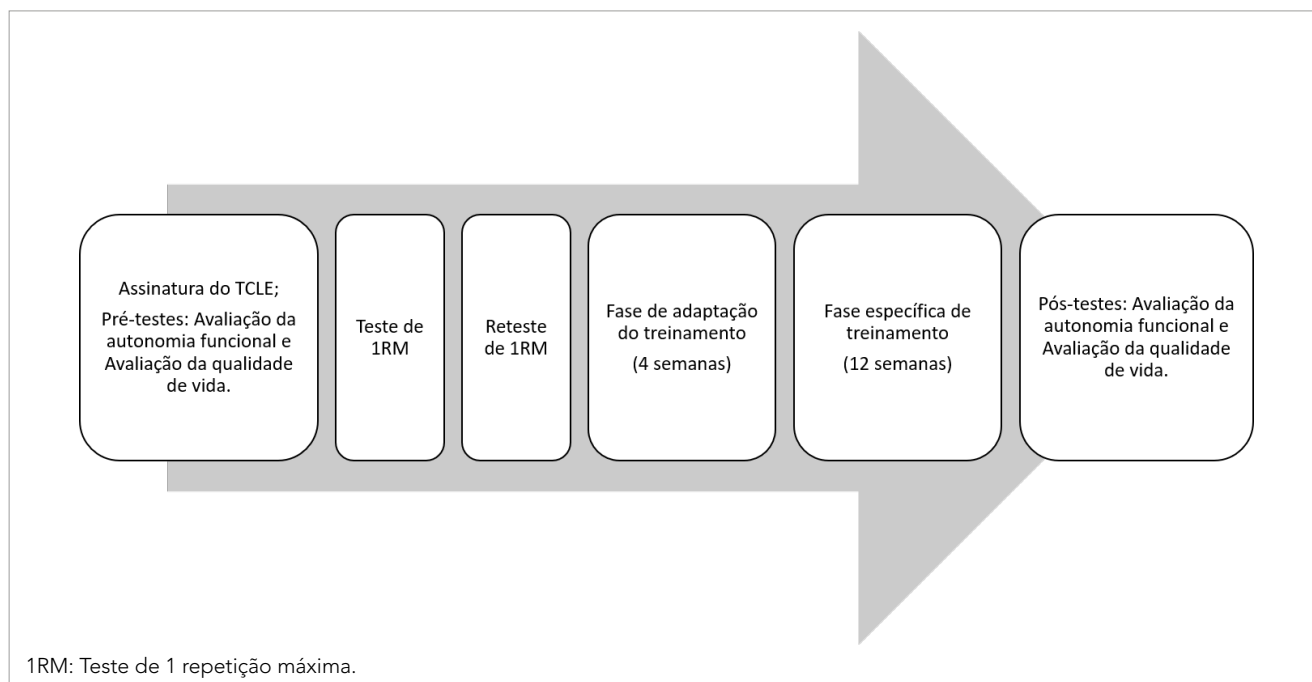 Assinatura do TCLE;
Pré-testes: Avaliação da
autonomia funcional e
Avaliação da qualidade
de vida.
Teste de
1RM
Reteste
de 1RM
Fase de adaptação
do treinamento
(4 semanas)
Fase específica de
treinamento
(12 semanas)
Pós-testes: Avaliação da
autonomia funcional e
Avaliação da qualidade
de vida.
1RM: Teste de 1 repetição máxima.